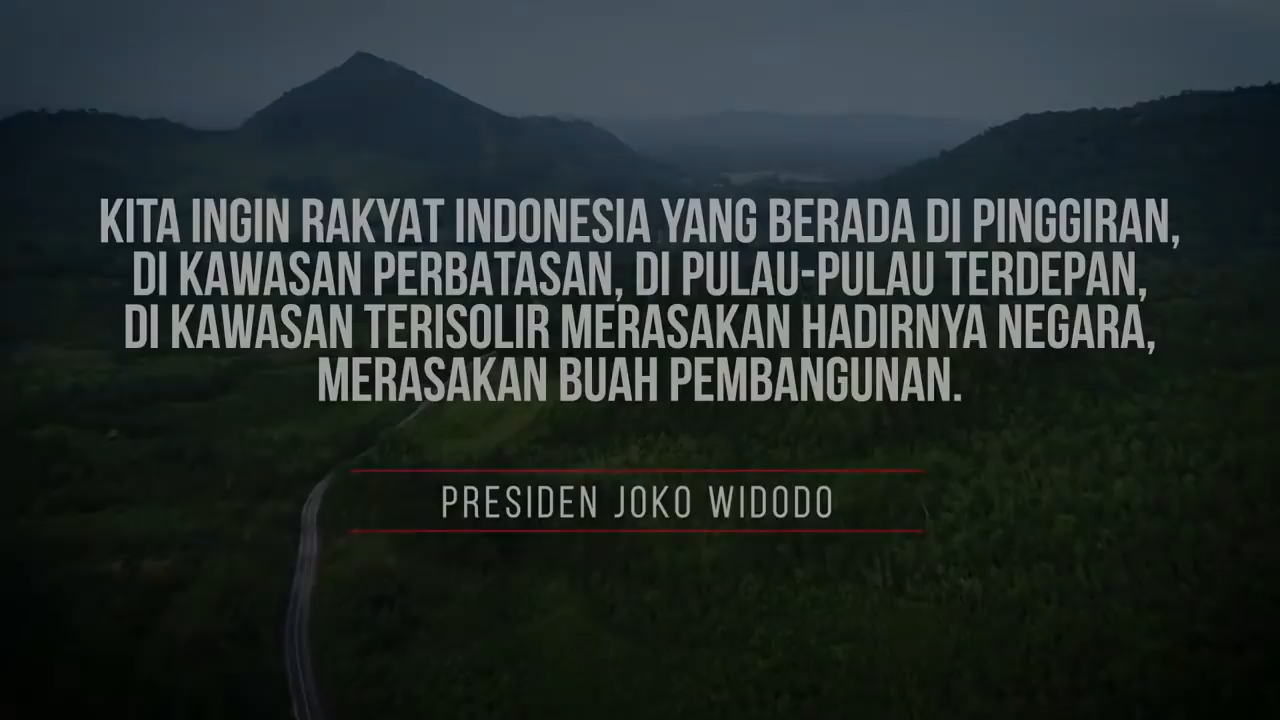 KITA INGIN RAKYAT INDONESIA YANG BERADA DI PINGGIRAN,
DI KAWASAN PERBATASAN, DI PULAU-PULAU TERDEPAN,
DI KAWASAN TERISOLIR MERASAKAN HADIRNYA NEGARA,
MERASAKAN BUAH PEMBANGUNAN.
PRESIDEN JOKO WIDODO